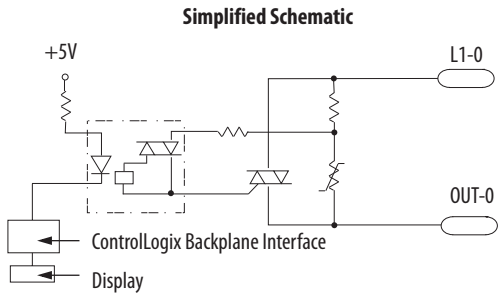 Simplified Schematic
+5V
L1-0
OUT-0
ControlLogix Backplane Interface
Display